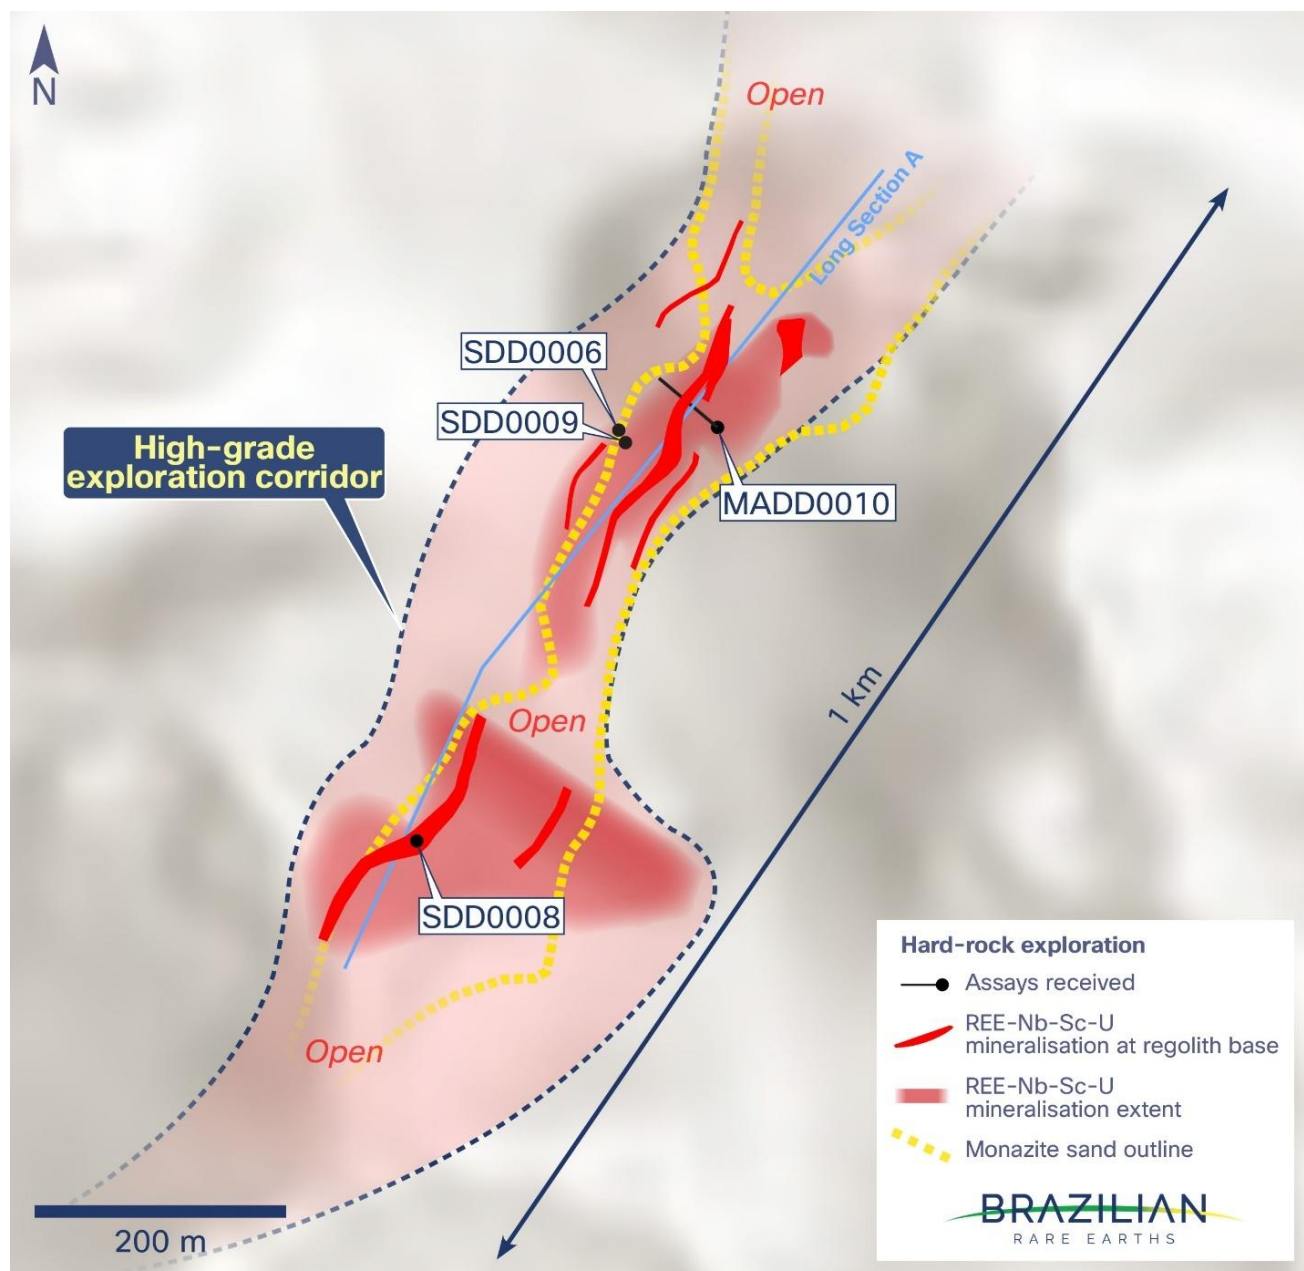 N
Open
Long Section A
SDD0006
SDD0009
High-grade
exploration corridor
MADD0010
1 km
Open
SDD0008
Open
200 m
Hard-rock exploration
Assays received
REE-Nb-Sc-U
mineralisation at regolith base
REE-Nb-Sc-U
mineralisation extent
Monazite sand outline
BRAZILIAN
RARE EARTHS